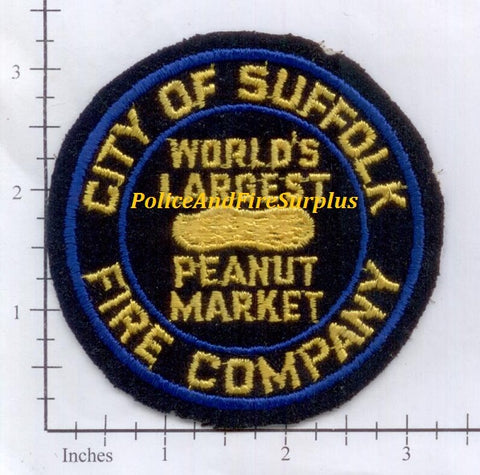 CITY OF SUFFOLK
WORLD'S
LARGEST
PoliceAndFireSurplus
PEANUT
MARKET
FIRE COMPANY
3
2
1
Inches
1
2
3